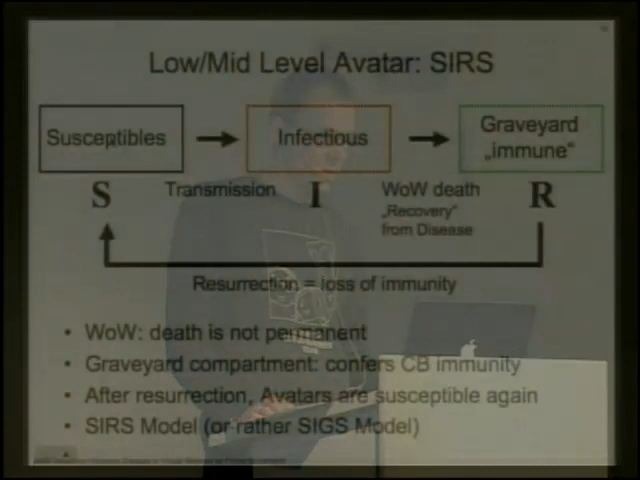 Low/Mid Level Avatar: SIRS
Susceptibles
Infectious
Graveyard
„immune“
S
Transmission
I
WoW death
„Recovery“
from Disease
R
Resurrection = loss of immunity
• WoW: death is not permanent
• Graveyard compartment: confers CB immunity
• After resurrection, Avatars are susceptible again
• SIRS Model (or rather SIGS Model)